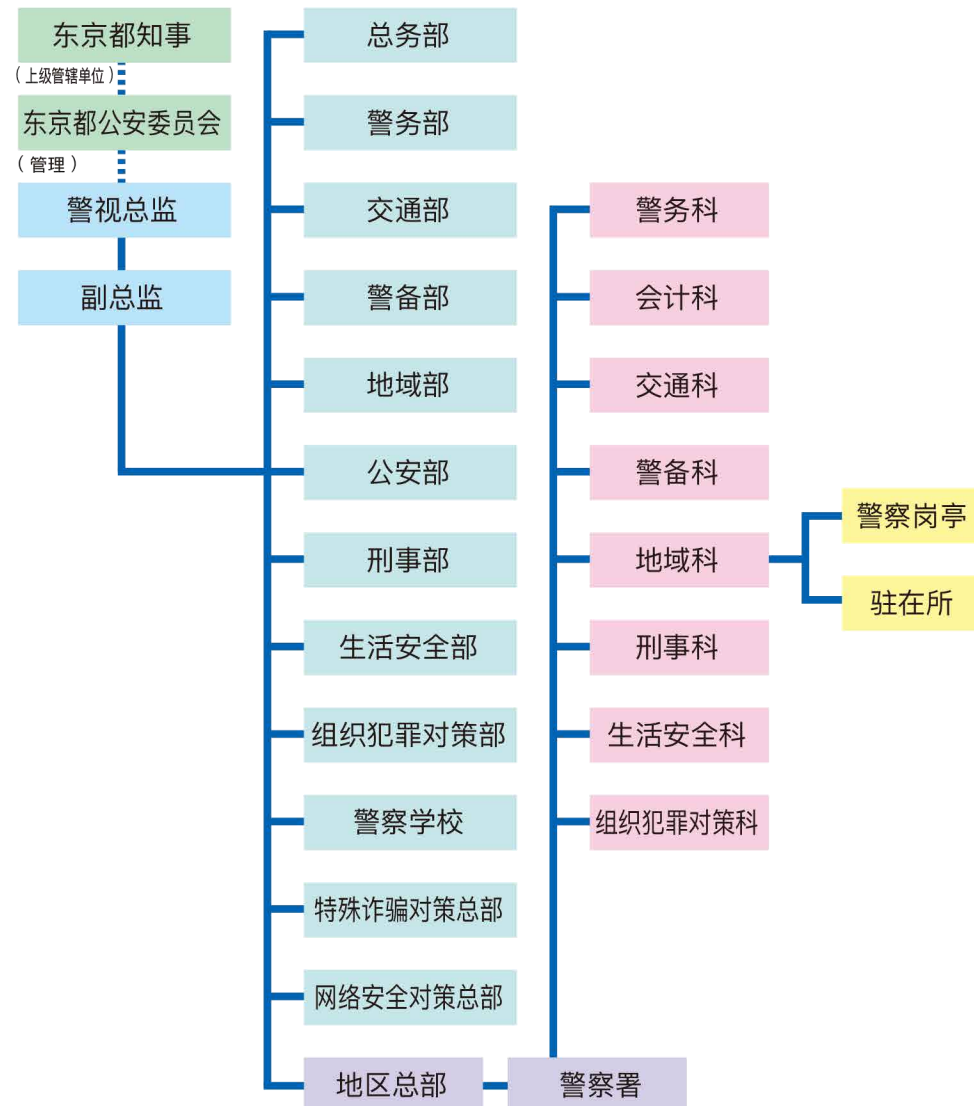 东京都知事
（上级管辖单位）
东京都公安委员会
（管理）
警视总监
副总监
总务部
警务部
交通部
警备部
地域部
公安部
刑事部
生活安全部
组织犯罪对策部
警察学校
特殊诈骗对策总部
网络安全对策总部
地区总部
警察署
警务科
会计科
交通科
警备科
地域科
刑事科
生活安全科
组织犯罪对策科
警察岗亭
驻在所